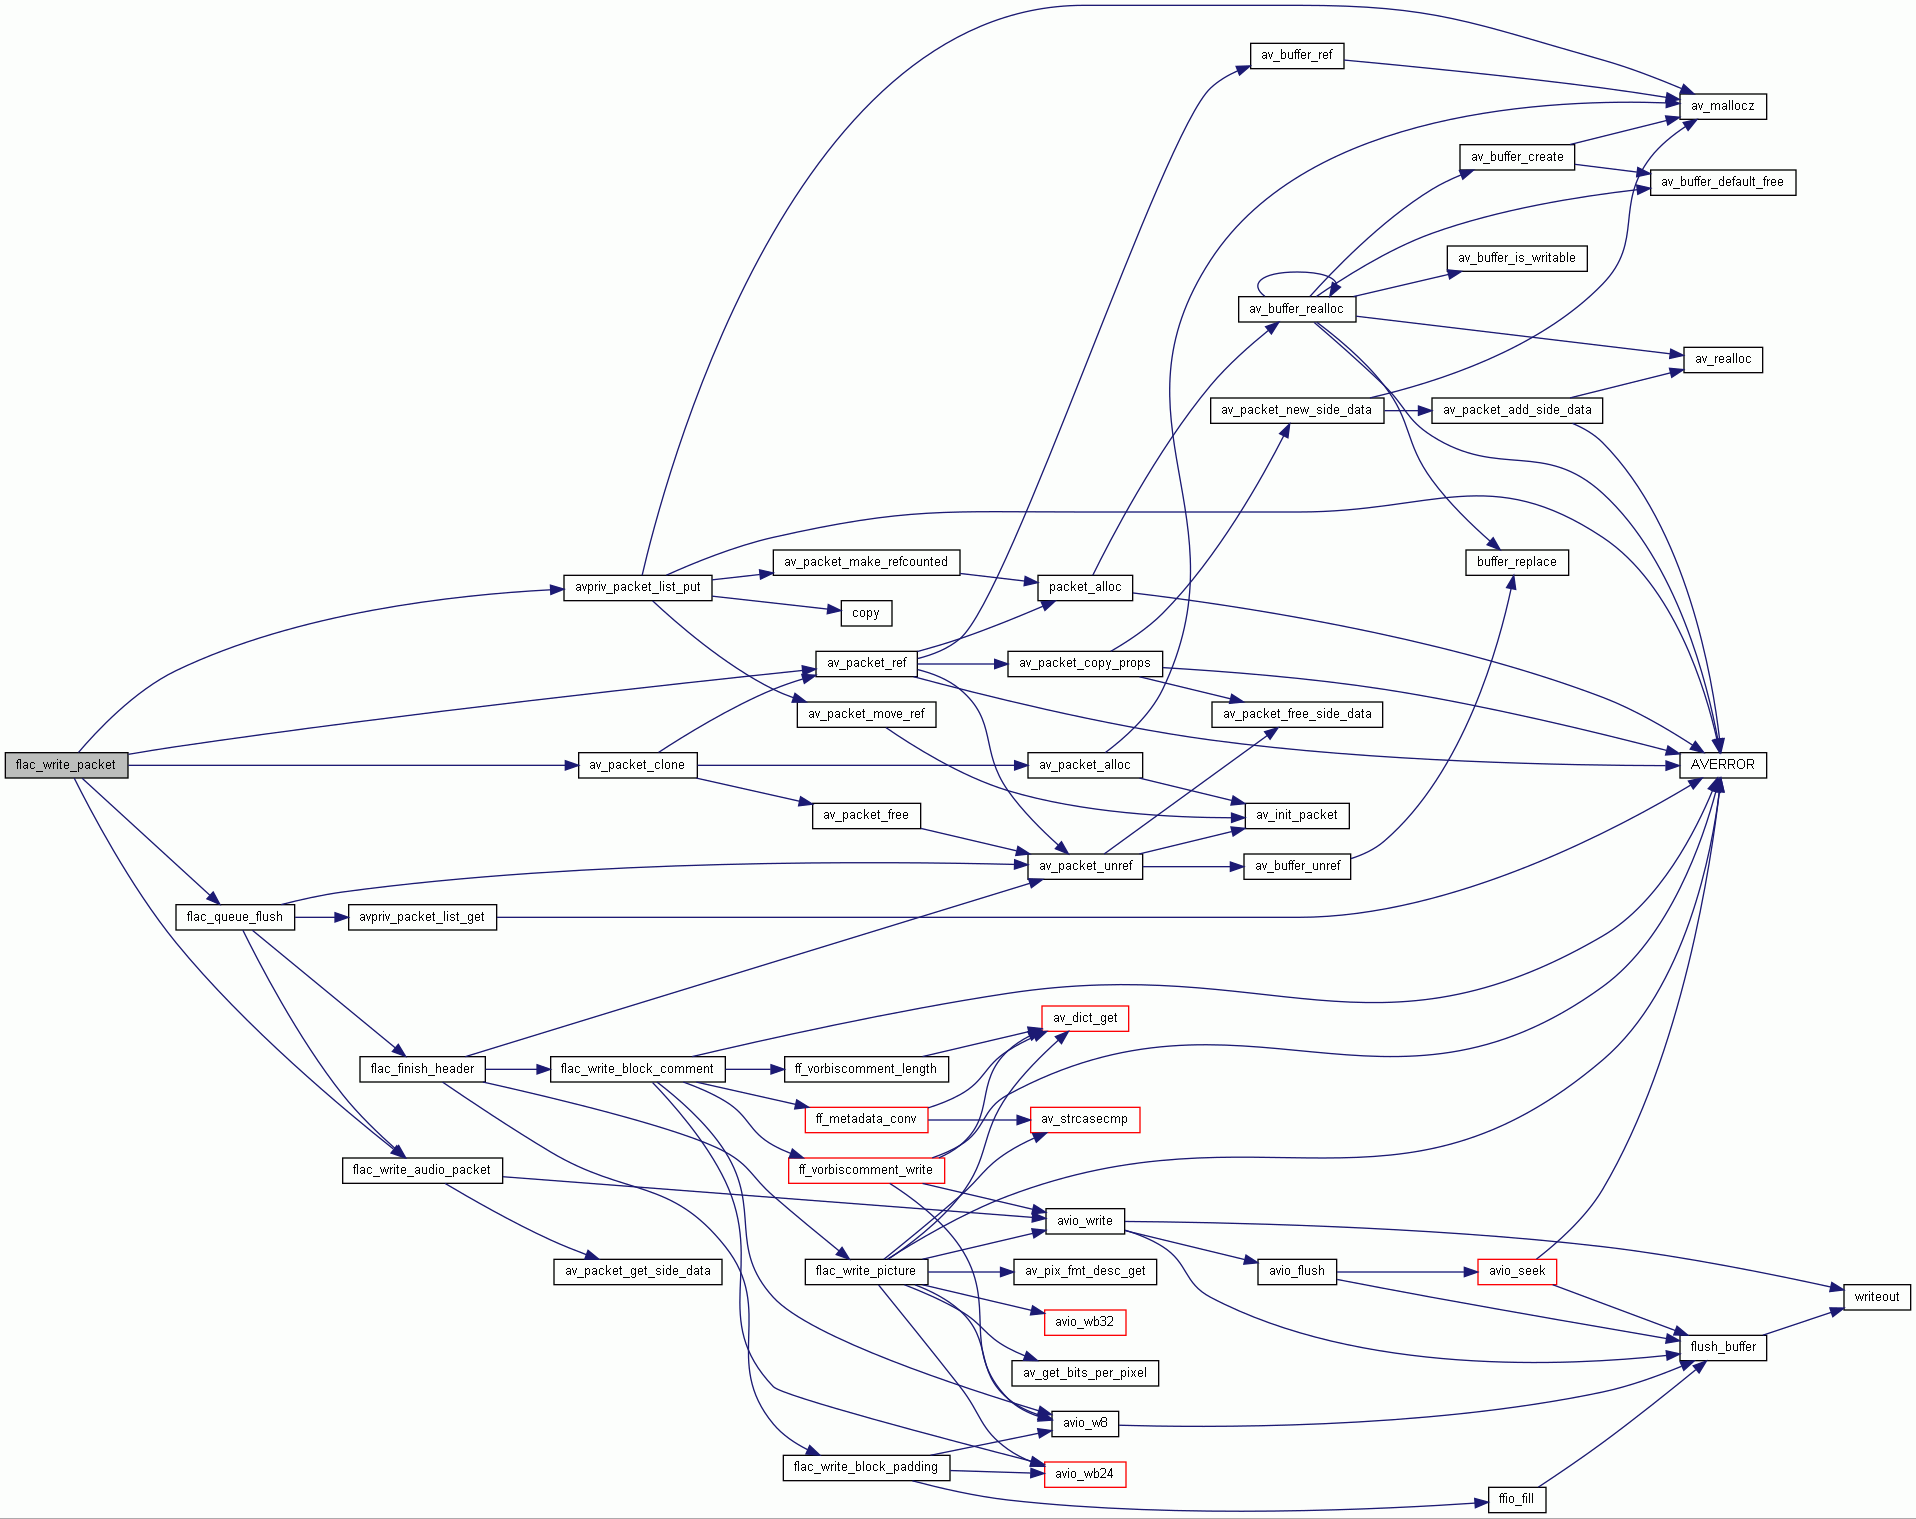 av_buffer_ref
av_mallocz
av_buffer_create
av_buffer_default_free
av_buffer_is_writable
av_buffer_realloc
av_realloc
av_packet_new_side_data
av_packet_add_side_data
av_packet_make_refcounted
buffer_replace
avpriv_packet_list_put
packet_alloc
copy
av_packet_ref
av_packet_copy_props
av_packet_move_ref
av_packet_free_side_data
flac_write_packet
av_packet_clone
av_packet_alloc
AVERROR
av_packet_free
av_init_packet
av_packet_unref
av_buffer_unref
flac_queue_flush
avpriv_packet_list_get
av_dict_get
flac_finish_header
flac_write_block_comment
ff_vorbiscomment_length
ff_metadata_conv
av_strcasecmp
flac_write_audio_packet
ff_vorbiscomment_write
avio_write
av_packet_get_side_data
flac_write_picture
av_pix_fmt_desc_get
avio_flush
avio_seek
writeout
avio_wb32
flush_buffer
av_get_bits_per_pixel
avio_w8
flac_write_block_padding
avio_wb24
ffio_fill